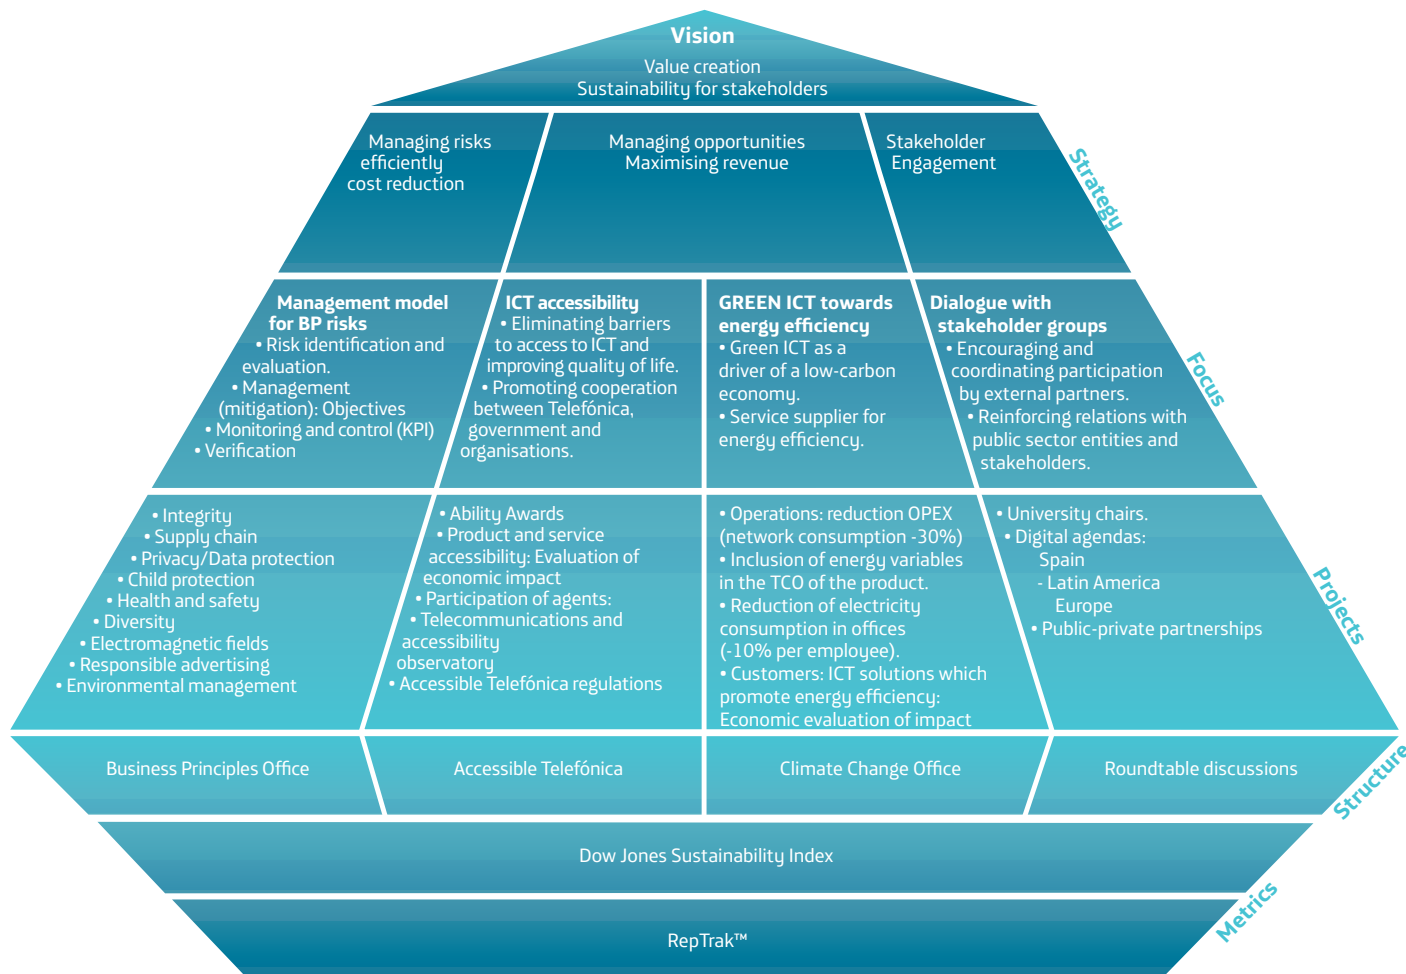 Vision
Value creation
Sustainability for stakeholders
Managing risks
efficiently
cost reduction
Managing opportunities
Maximising revenue
Stakeholder
Engagement
Strategy
Management model
for BP risks
• Risk identification and
evaluation.
• Management
(mitigation): Objectives
• Monitoring and control (KPI)
• Verification
ICT accessibility
• Eliminating barriers
to access to ICT and
improving quality of life.
• Promoting cooperation
between Telefónica,
government and
organisations.
GREEN ICT towards
energy efficiency
• Green ICT as a
driver of a low-carbon
economy.
• Service supplier for
energy efficiency.
Dialogue with
stakeholder groups
• Encouraging and
coordinating participation
by external partners.
• Reinforcing relations with
public sector entities and
stakeholders.
Focus
• Integrity
• Supply chain
• Privacy/Data protection
• Child protection
• Health and safety
• Diversity
• Electromagnetic fields
• Responsible advertising
• Environmental management
• Ability Awards
• Product and service
accessibility: Evaluation of
economic impact
• Participation of agents:
• Telecommunications and
accessibility
observatory
• Accessible Telefónica regulations
• Operations: reduction OPEX
(network consumption -30%)
• Inclusion of energy variables
in the TCO of the product.
• Reduction of electricity
consumption in offices
(-10% per employee).
• Customers: ICT solutions which
promote energy efficiency:
Economic evaluation of impact
• University chairs.
• Digital agendas:
Spain
- Latin America
Europe
• Public-private partnerships
Projects
Business Principles Office
Accessible Telefónica
Climate Change Office
Roundtable discussions
Structure
Dow Jones Sustainability Index
RepTrak™
Metrics